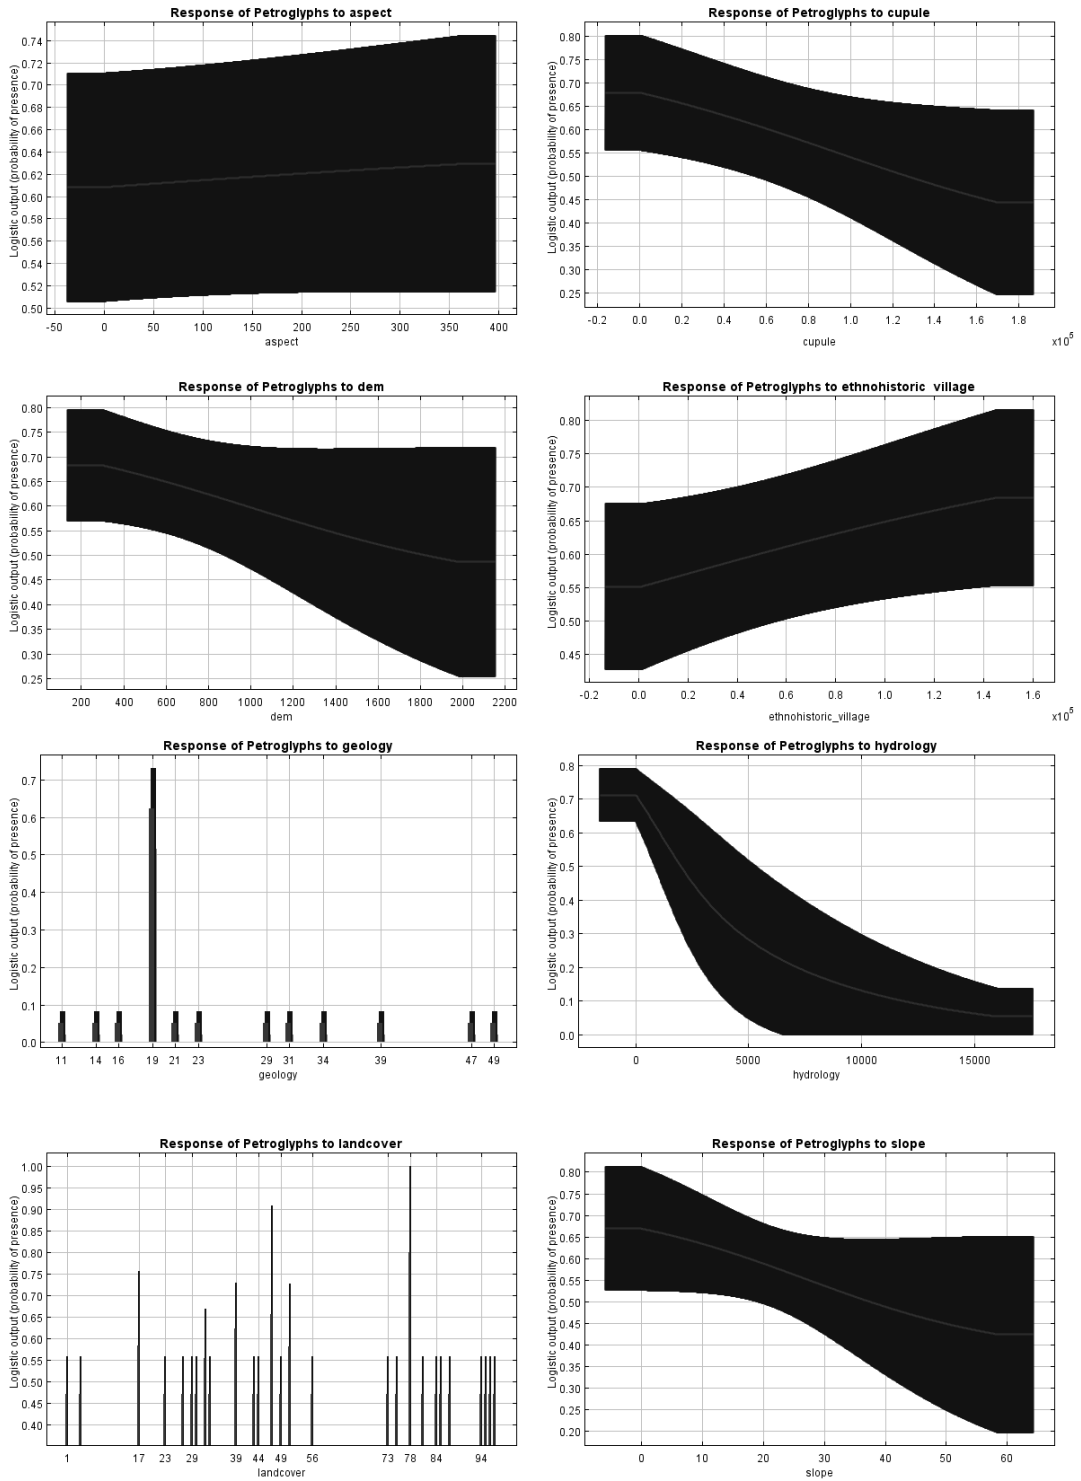 Response of Petroglyphs to aspect
Logistic output (probability of presence)
0.74
0.72
0.70
0.68
0.66
0.64
0.62
0.60
0.58
0.56
0.54
0.52
0.50
-50 0 50 100 150 200 250 300 350 400
aspect
Response of Petroglyphs to cupule
Logistic output (probability of presence)
0.80
0.75
0.70
0.65
0.60
0.55
0.50
0.45
0.40
0.35
0.30
0.25
-0.2 0.0 0.2 0.4 0.6 0.8 1.0 1.2 1.4 1.6 1.8
cupule
x10⁵
Response of Petroglyphs to dem
Logistic output (probability of presence)
0.80
0.75
0.70
0.65
0.60
0.55
0.50
0.45
0.40
0.35
0.30
0.25
200 400 600 800 1000 1200 1400 1600 1800 2000 2200
dem
Response of Petroglyphs to ethnohistoric_village
Logistic output (probability of presence)
0.80
0.75
0.70
0.65
0.60
0.55
0.50
0.45
-0.2 0.0 0.2 0.4 0.6 0.8 1.0 1.2 1.4 1.6
ethnohistoric_village
x10⁵
Response of Petroglyphs to geology
Logistic output (probability of presence)
0.7
0.6
0.5
0.4
0.3
0.2
0.1
0.0
11 14 16 19 21 23 29 31 34 39 47 49
geology
Response of Petroglyphs to hydrology
Logistic output (probability of presence)
0.8
0.7
0.6
0.5
0.4
0.3
0.2
0.1
0.0
0 5000 10000 15000
hydrology
Response of Petroglyphs to landcover
Logistic output (probability of presence)
1.00
0.95
0.90
0.85
0.80
0.75
0.70
0.65
0.60
0.55
0.50
0.45
0.40
1 17 23 29 39 44 49 56 73 78 84 94
landcover
Response of Petroglyphs to slope
Logistic output (probability of presence)
0.80
0.75
0.70
0.65
0.60
0.55
0.50
0.45
0.40
0.35
0.30
0.25
0.20
0 10 20 30 40 50 60
slope